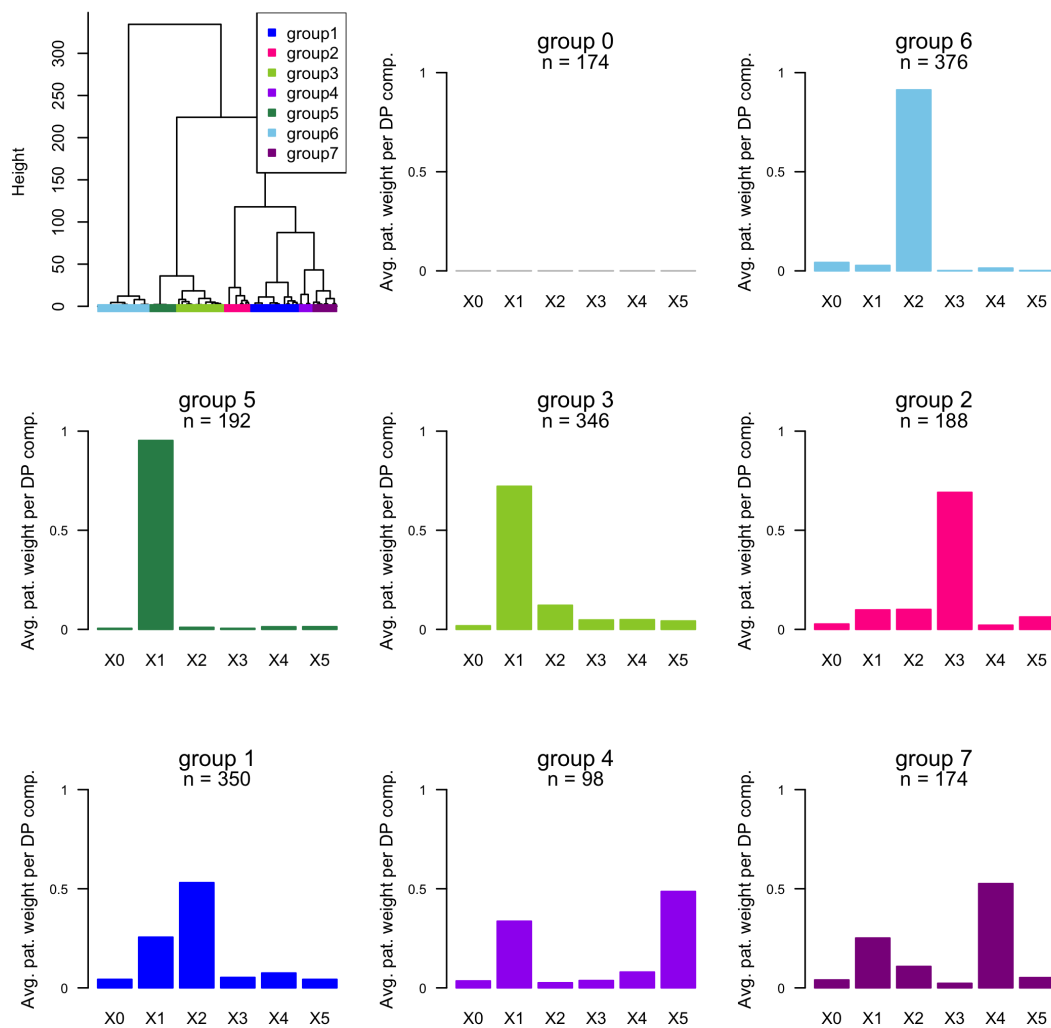 Height
0
50
100
150
200
250
300
group1
group2
group3
group4
group5
group6
group7
group 0
n = 174
Avg. pat. weight per DP comp.
1
0.5
0
X0 X1 X2 X3 X4 X5
group 6
n = 376
Avg. pat. weight per DP comp.
1
0.5
0
X0 X1 X2 X3 X4 X5
group 5
n = 192
Avg. pat. weight per DP comp.
1
0.5
0
X0 X1 X2 X3 X4 X5
group 3
n = 346
Avg. pat. weight per DP comp.
1
0.5
0
X0 X1 X2 X3 X4 X5
group 2
n = 188
Avg. pat. weight per DP comp.
1
0.5
0
X0 X1 X2 X3 X4 X5
group 1
n = 350
Avg. pat. weight per DP comp.
1
0.5
0
X0 X1 X2 X3 X4 X5
group 4
n = 98
Avg. pat. weight per DP comp.
1
0.5
0
X0 X1 X2 X3 X4 X5
group 7
n = 174
Avg. pat. weight per DP comp.
1
0.5
0
X0 X1 X2 X3 X4 X5